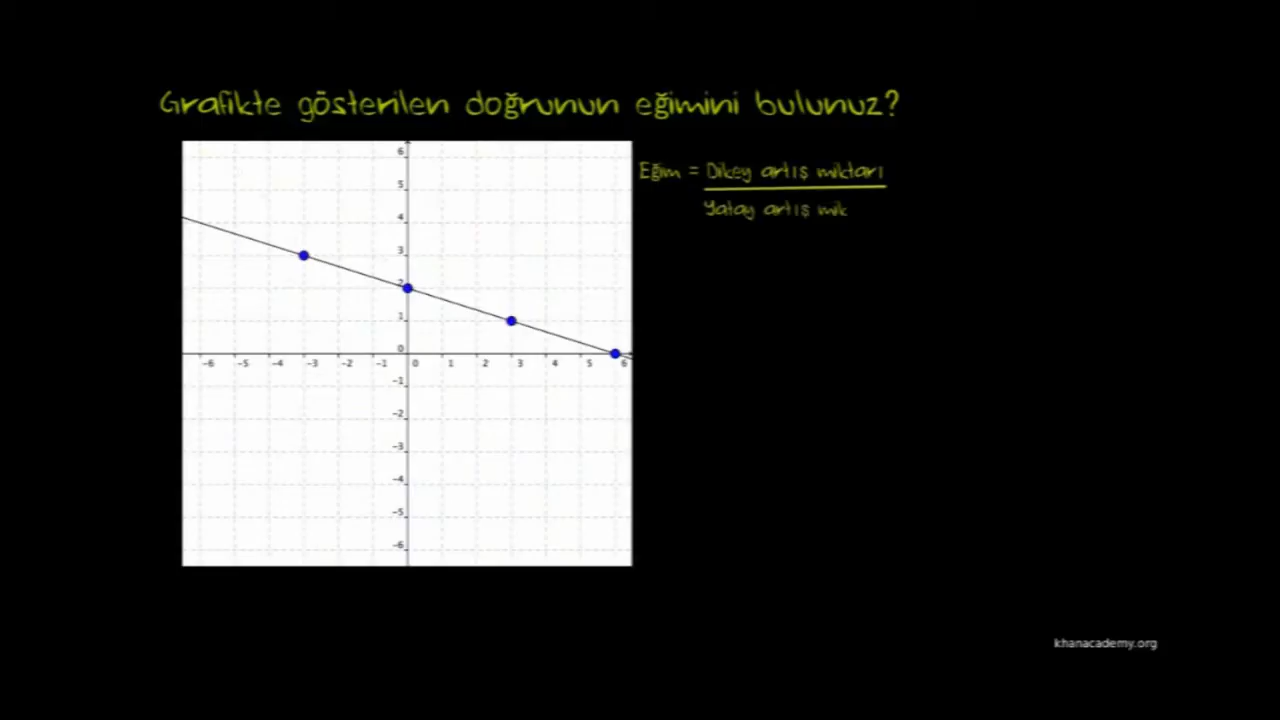 Grafikte gösterilen doğrunun eğimini bulunuz?
Eğim = Dikey artış miktarı
Yatay artış mik
6
5
4
3
2
1
0
-6 -5 -4 -3 -2 -1 0 1 2 3 4 5 6
-1
-2
-3
-4
-5
-6
khanacademy.org